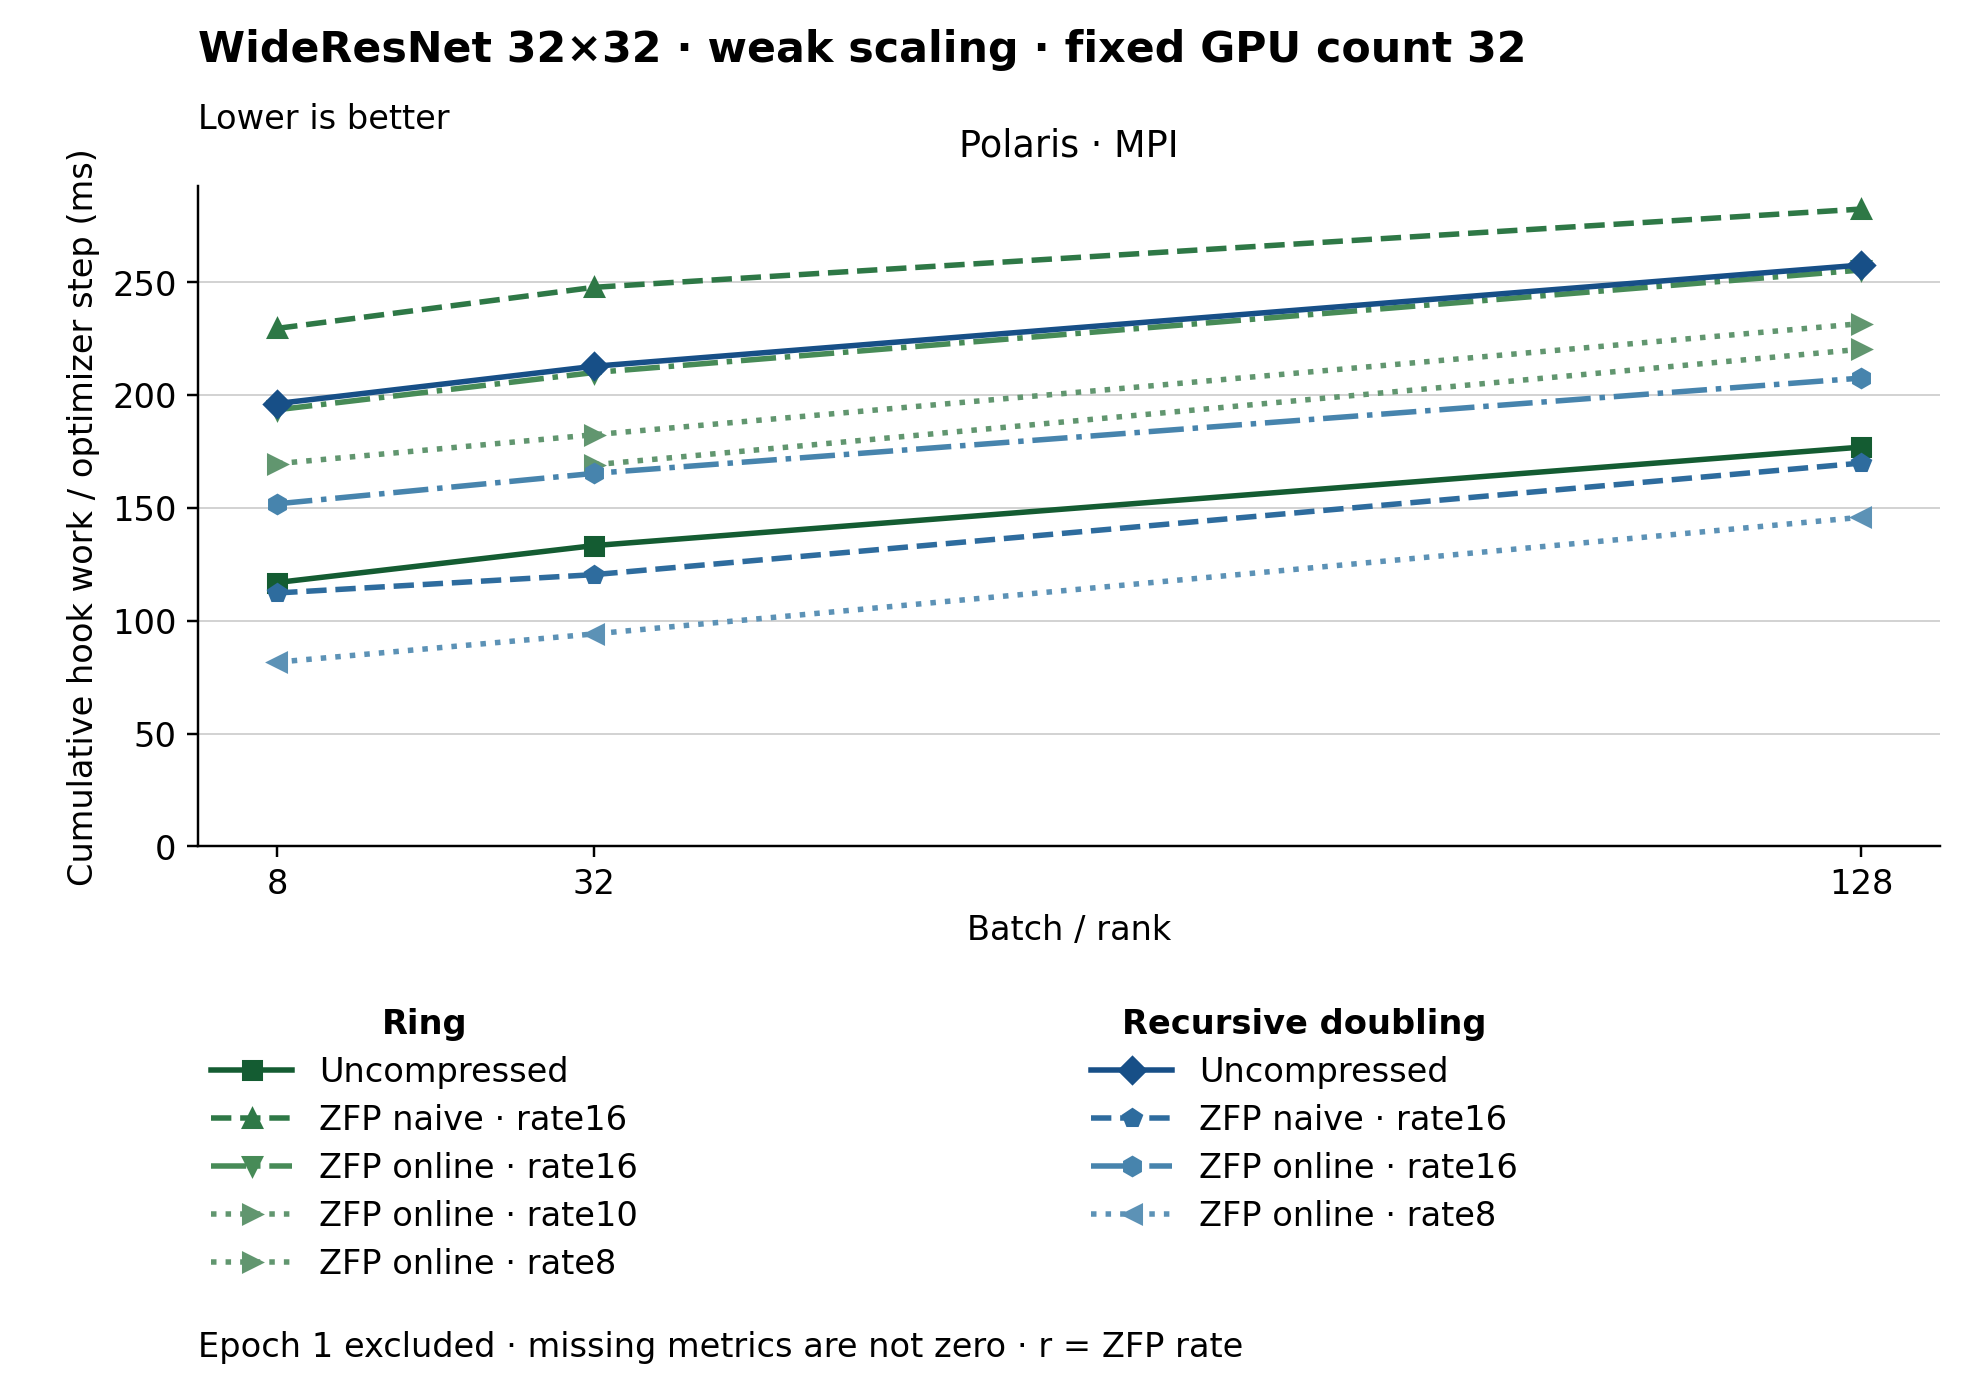 WideResNet 32×32 · weak scaling · fixed GPU count 32
Lower is better
Polaris · MPI
Cumulative hook work / optimizer step (ms)
250
200
150
100
50
0
8
32
128
Batch / rank
Ring
Uncompressed
ZFP naive · rate16
ZFP online · rate16
ZFP online · rate10
ZFP online · rate8
Recursive doubling
Uncompressed
ZFP naive · rate16
ZFP online · rate16
ZFP online · rate8
Epoch 1 excluded · missing metrics are not zero · r = ZFP rate